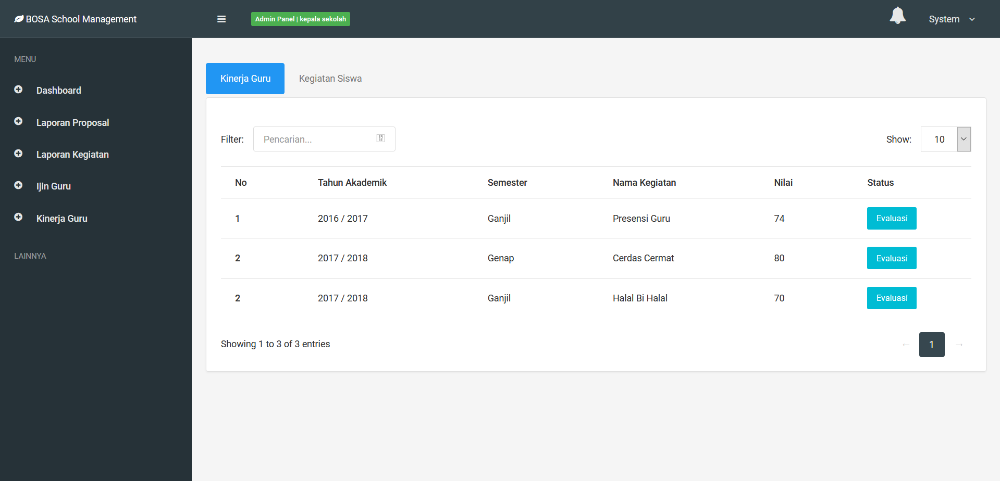 BOSA School Management
Admin Panel | kepala sekolah
System
MENU
Dashboard
Laporan Proposal
Laporan Kegiatan
Ijin Guru
Kinerja Guru
LAINNYA
Kinerja Guru Kegiatan Siswa
Filter: Pencarian... Show: 10
No Tahun Akademik Semester Nama Kegiatan Nilai Status
1 2016 / 2017 Ganjil Presensi Guru 74 Evaluasi
2 2017 / 2018 Genap Cerdas Cermat 80 Evaluasi
2 2017 / 2018 Ganjil Halal Bi Halal 70 Evaluasi
Showing 1 to 3 of 3 entries ← 1 →